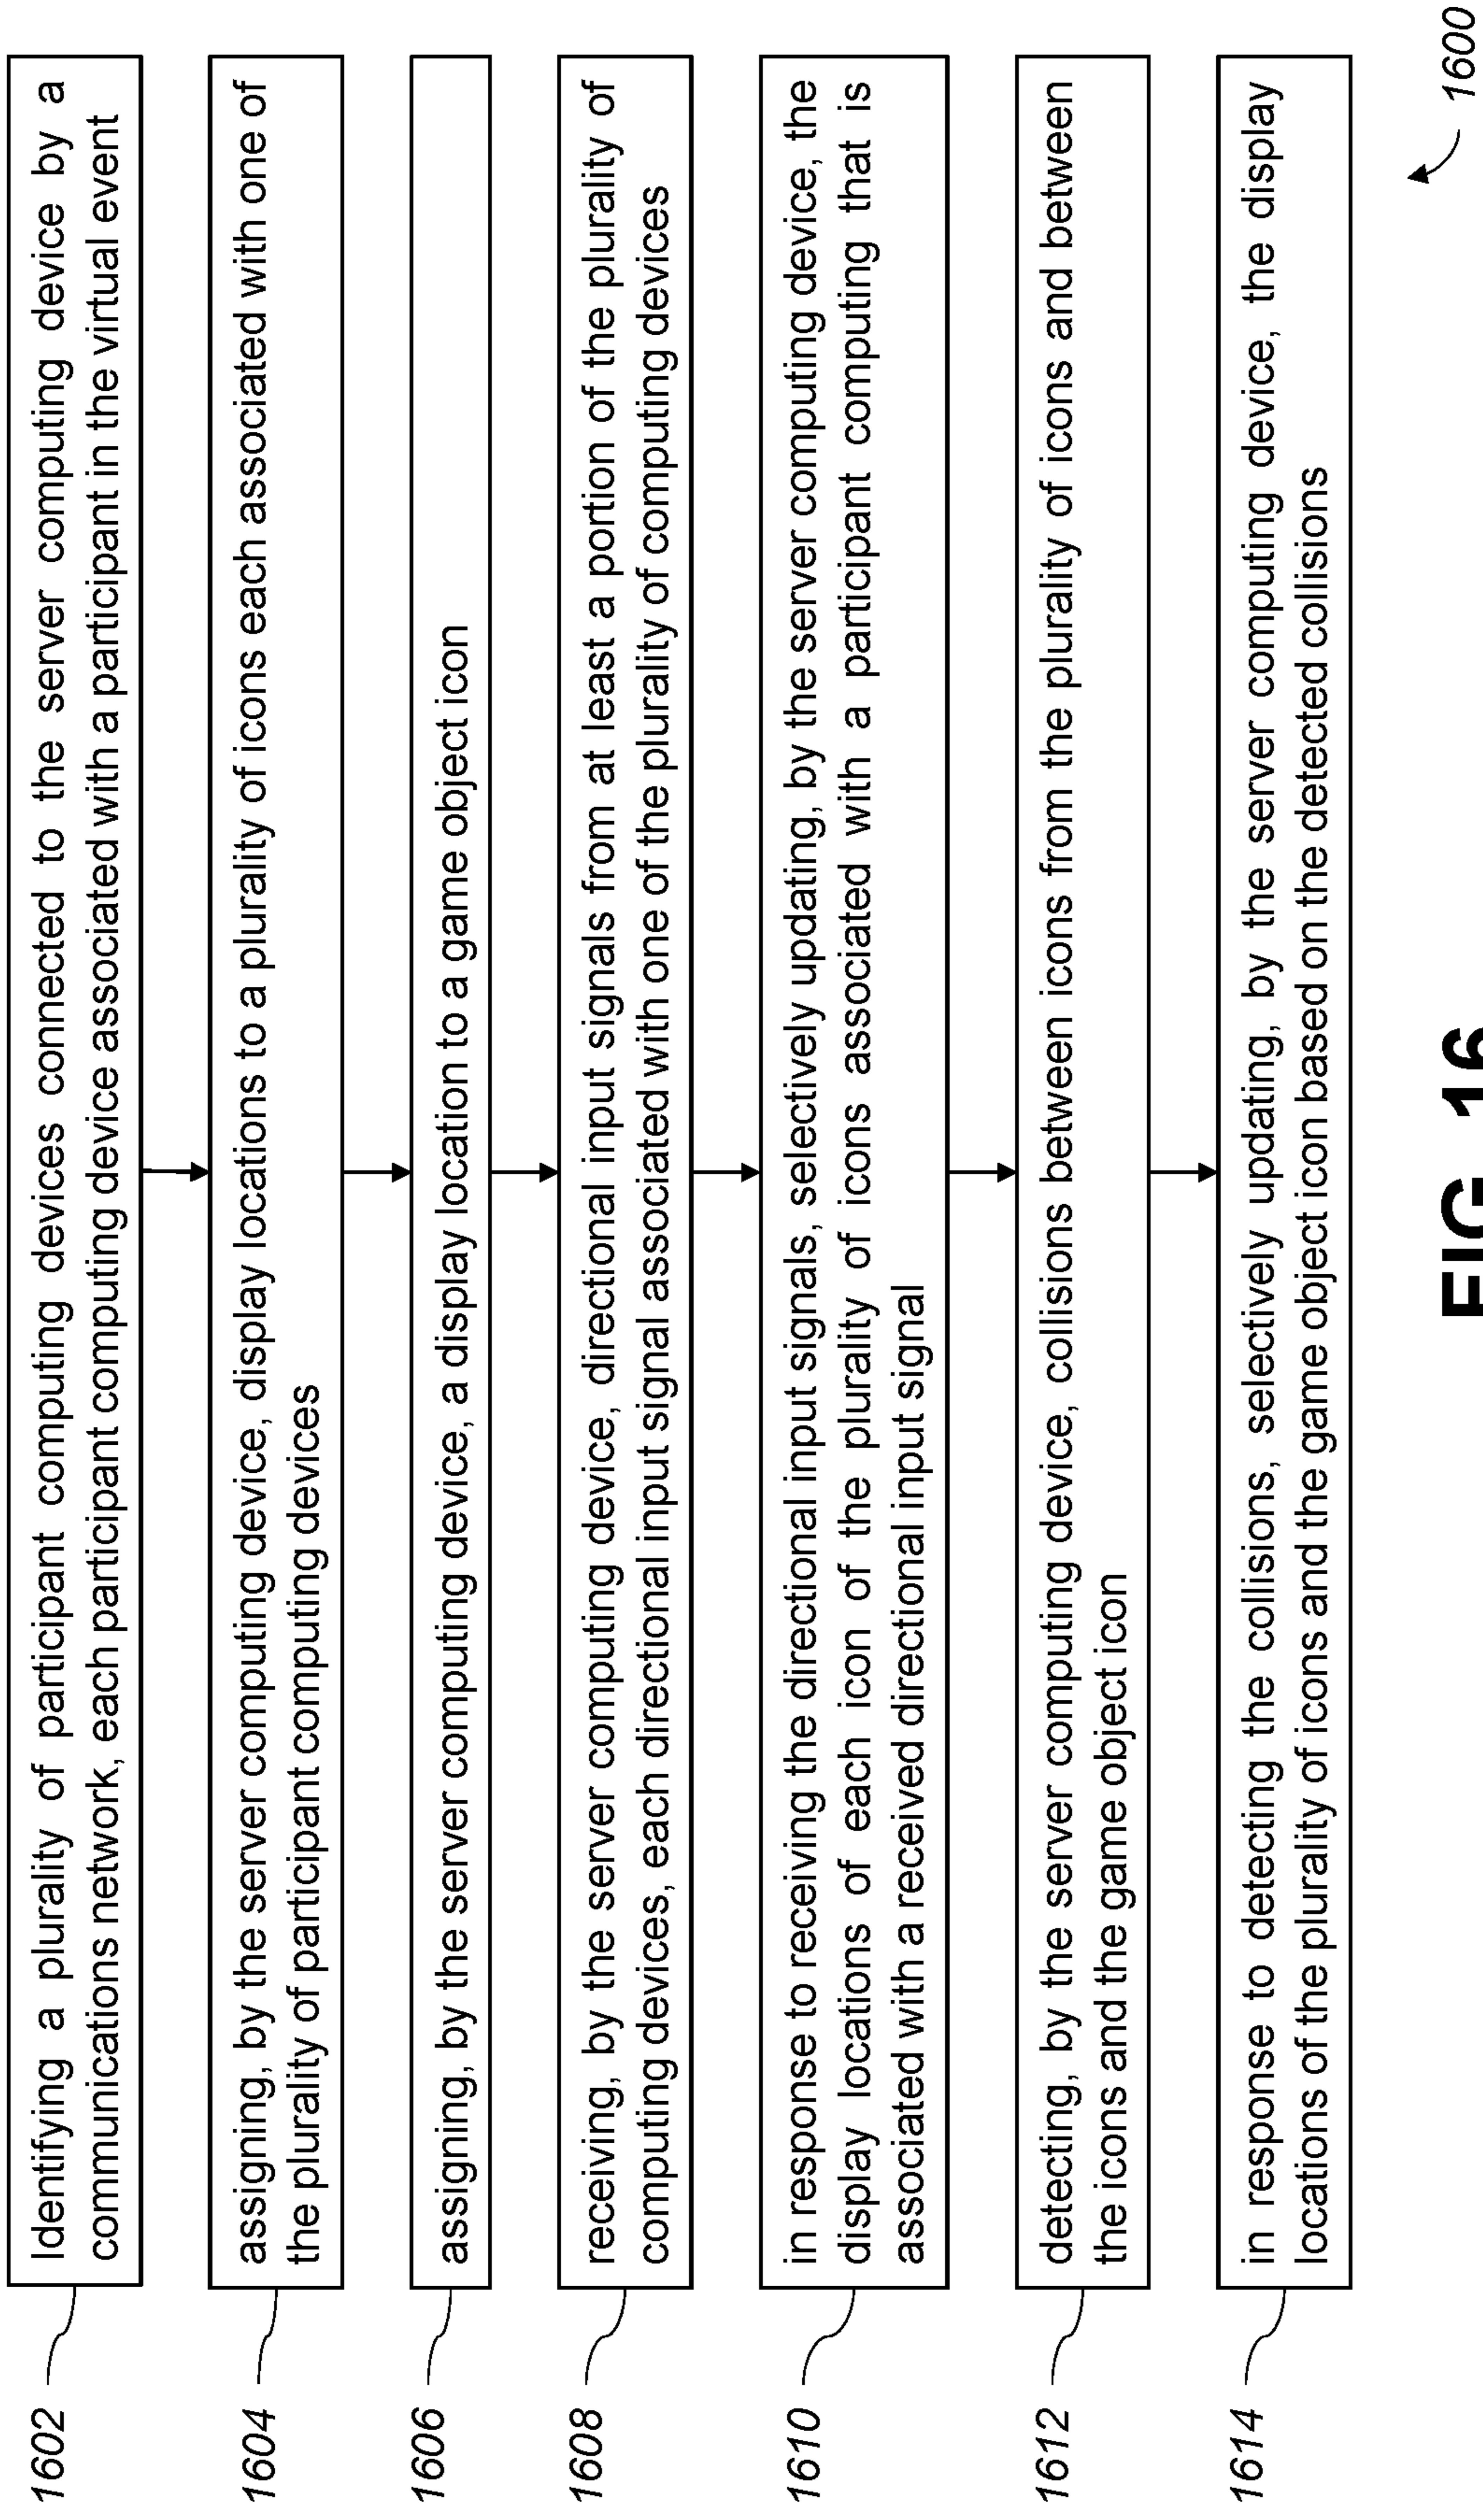 1602
Identifying a plurality of participant computing devices connected to the server computing device by a
communications network, each participant computing device associated with a participant in the virtual event
1604
assigning, by the server computing device, display locations to a plurality of icons each associated with one of
the plurality of participant computing devices
1606
assigning, by the server computing device, a display location to a game object icon
1608
receiving, by the server computing device, directional input signals from at least a portion of the plurality of
computing devices, each directional input signal associated with one of the plurality of computing devices
1610
in response to receiving the directional input signals, selectively updating, by the server computing device, the
display locations of each icon of the plurality of icons associated with a participant computing that is
associated with a received directional input signal
1612
detecting, by the server computing device, collisions between icons from the plurality of icons and between
the icons and the game object icon
1614
in response to detecting the collisions, selectively updating, by the server computing device, the display
locations of the plurality of icons and the game object icon based on the detected collisions
1600
FIG 16